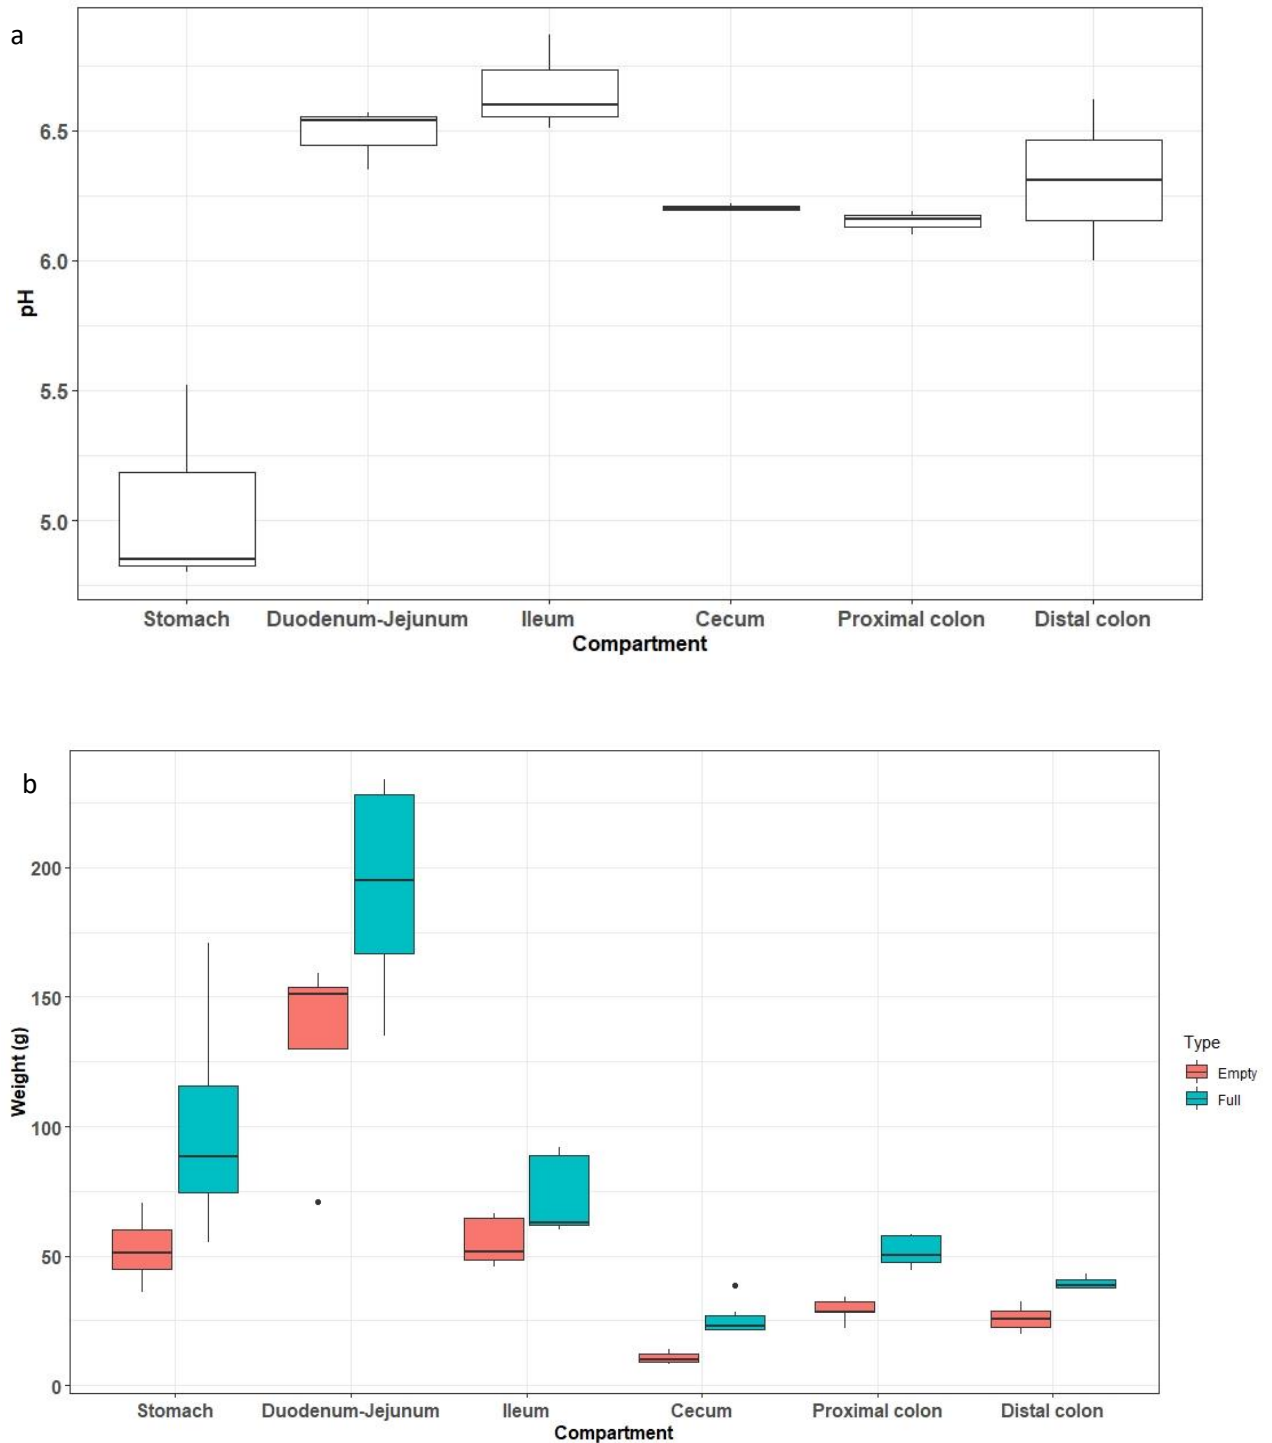 a
6.5
6.0
5.5
5.0
pH
Stomach Duodenum-Jejunum Ileum Cecum Proximal colon Distal colon
Compartment
b
200
150
100
50
0
Weight (g)
Type
Empty
Full
Stomach Duodenum-Jejunum Ileum Cecum Proximal colon Distal colon
Compartment